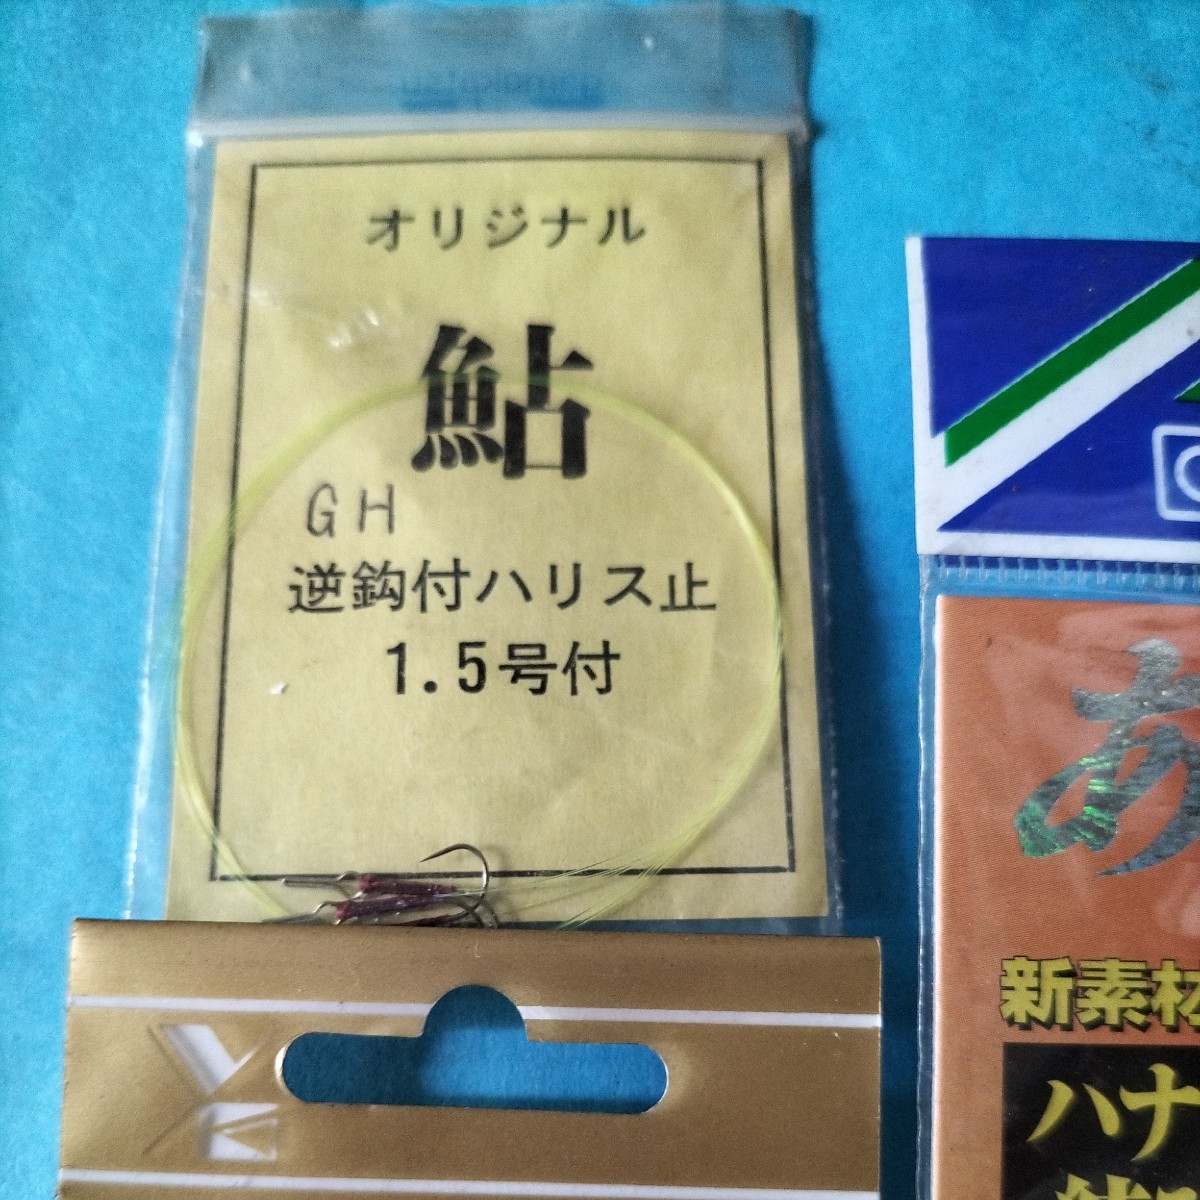 オリジナル
鮎
GH
逆鈎付ハリス止
1.5号付
あ
新素材
ハナ